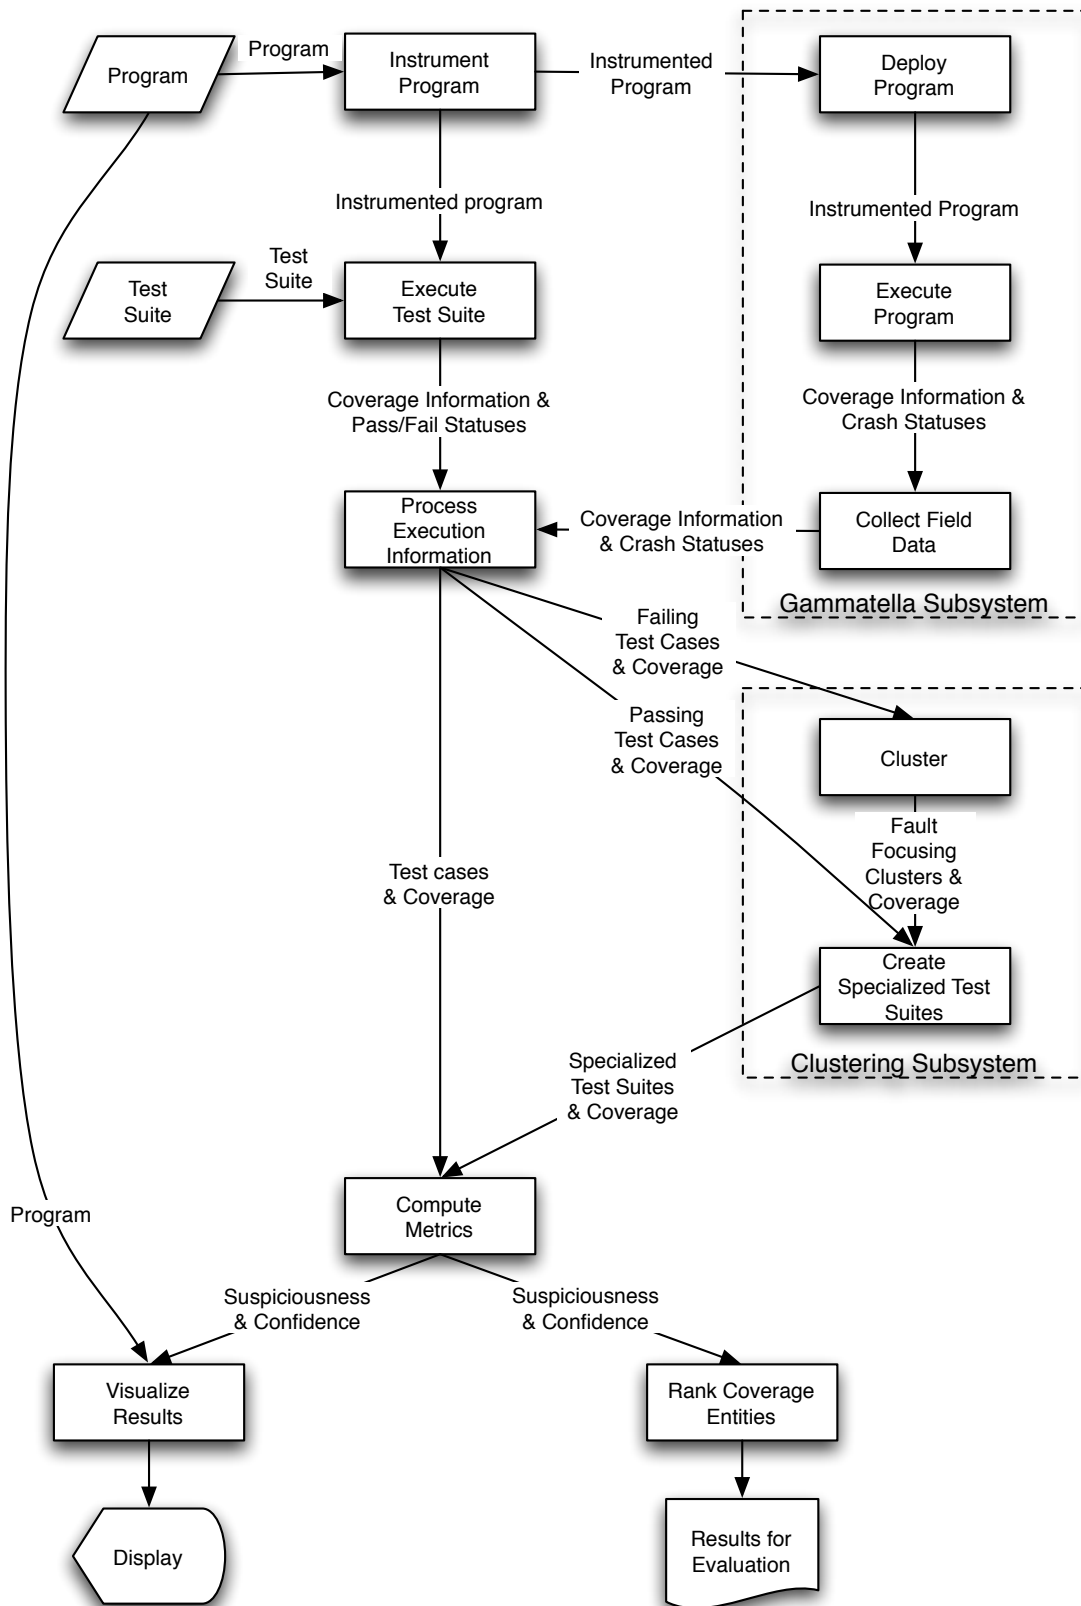 Program
Program
Instrument
Program
Instrumented
Program
Deploy
Program
Instrumented program
Instrumented Program
Test
Suite
Test
Suite
Execute
Test Suite
Execute
Program
Coverage Information &
Pass/Fail Statuses
Coverage Information &
Crash Statuses
Process
Execution
Information
Coverage Information
& Crash Statuses
Collect Field
Data
Gammatella Subsystem
Failing
Test Cases
& Coverage
Passing
Test Cases
& Coverage
Cluster
Fault
Focusing
Clusters &
Coverage
Test cases
& Coverage
Create
Specialized Test
Suites
Clustering Subsystem
Specialized
Test Suites
& Coverage
Program
Compute
Metrics
Suspiciousness
& Confidence
Suspiciousness
& Confidence
Visualize
Results
Rank Coverage
Entities
Display
Results for
Evaluation